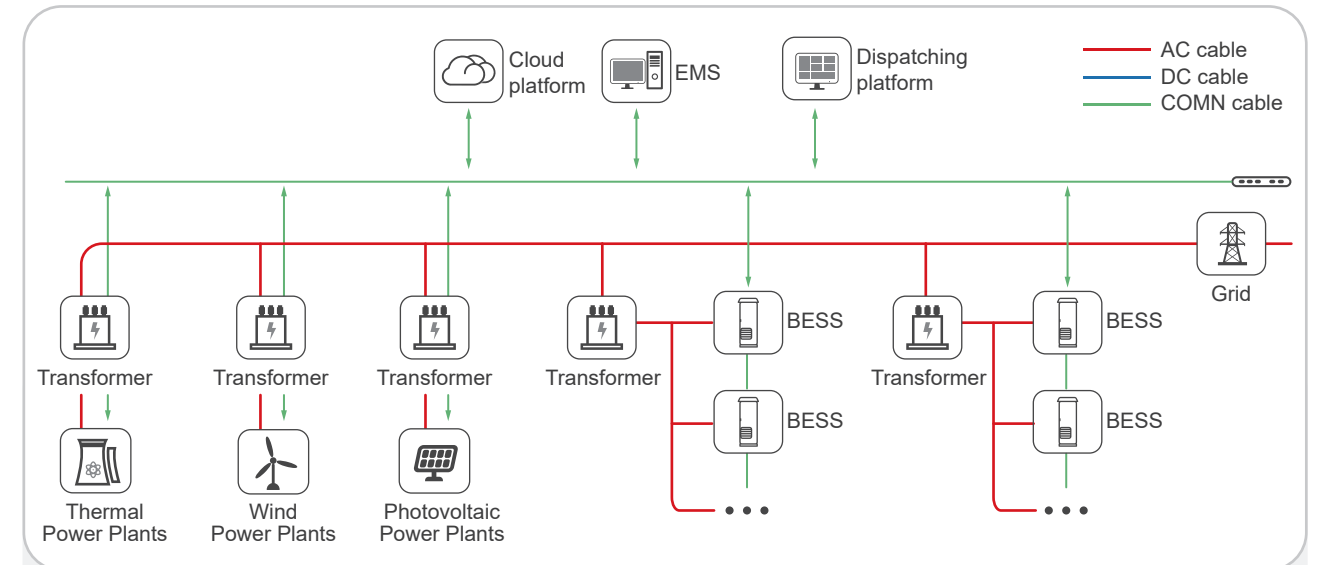 Cloud
platform
EMS
Dispatching
platform
AC cable
DC cable
COMN cable
Grid
BESS
BESS
Transformer
Transformer
Transformer
Transformer
Transformer
BESS
BESS
Thermal
Power Plants
Wind
Power Plants
Photovoltaic
Power Plants